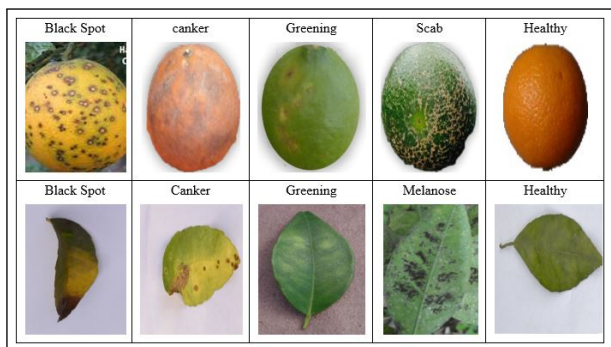 Black Spot
canker
Greening
Scab
Healthy
Black Spot
Canker
Greening
Melanose
Healthy